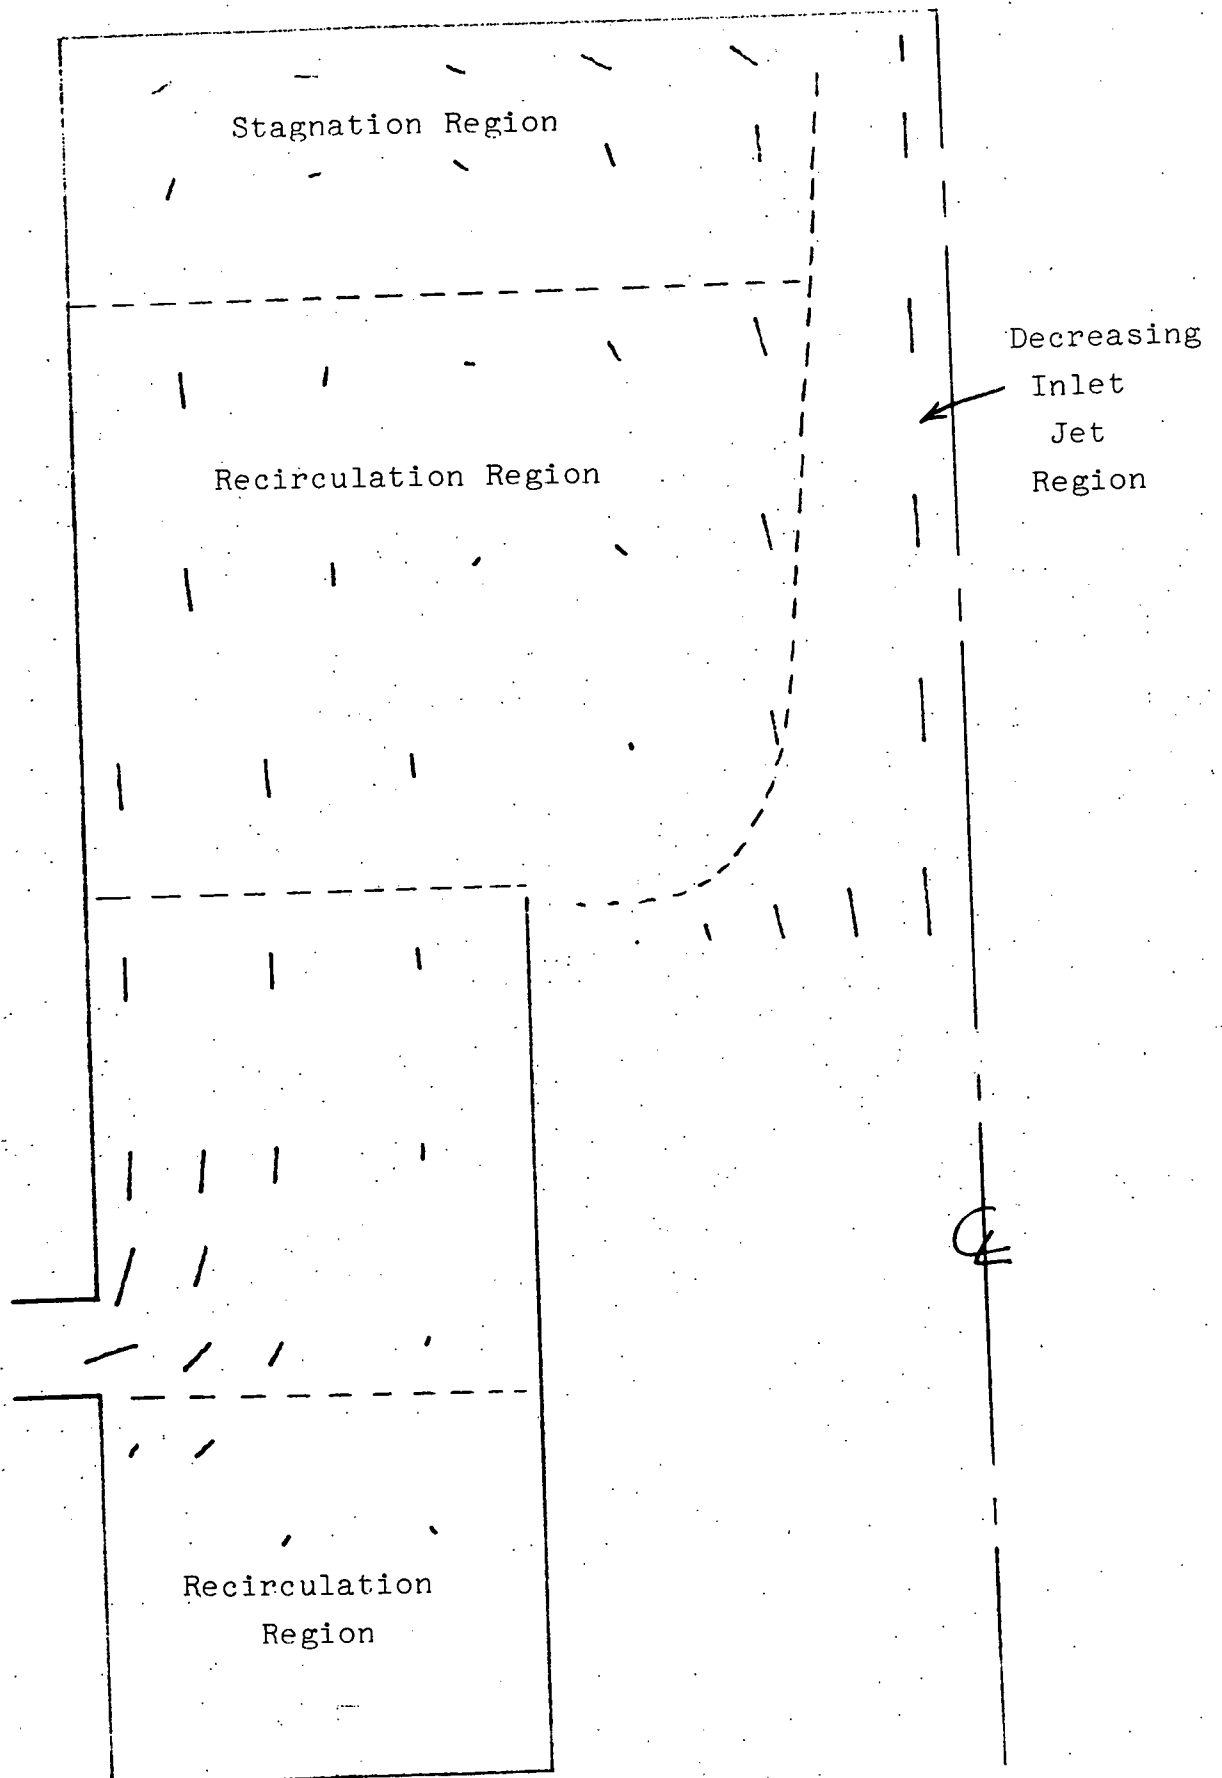 Stagnation Region
Decreasing
Inlet
Jet
Region
Recirculation Region
℄
Recirculation
Region